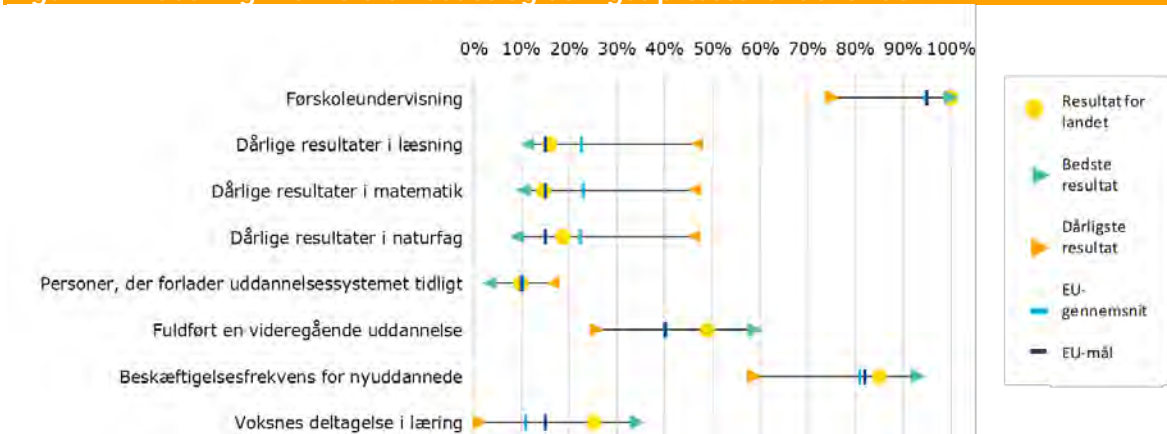 0% 10% 20% 30% 40% 50% 60% 70% 80% 90% 100%
Førskoleundervisning
Dårlige resultater i læsning
Dårlige resultater i matematik
Dårlige resultater i naturfag
Personer, der forlader uddannelsessystemet tidligt
Fuldført en videregående uddannelse
Beskæftigelsesfrekvens for nyuddannede
Voksnes deltagelse i læring
Resultat for
landet
Bedste
resultat
Dårligste
resultat
EU-
gennemsnit
EU-mål